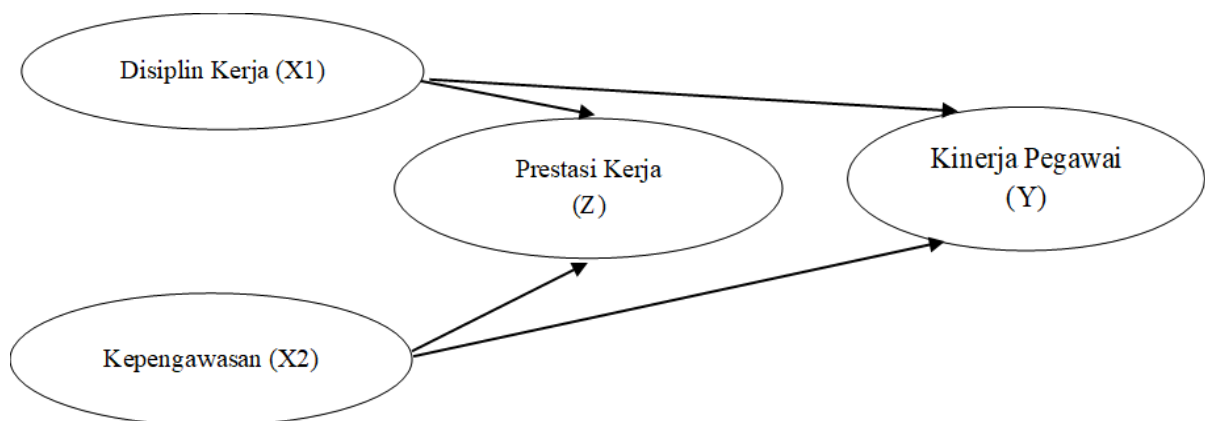 Disiplin Kerja (X1)
Prestasi Kerja
(Z)
Kinerja Pegawai
(Y)
Kepengawasan (X2)